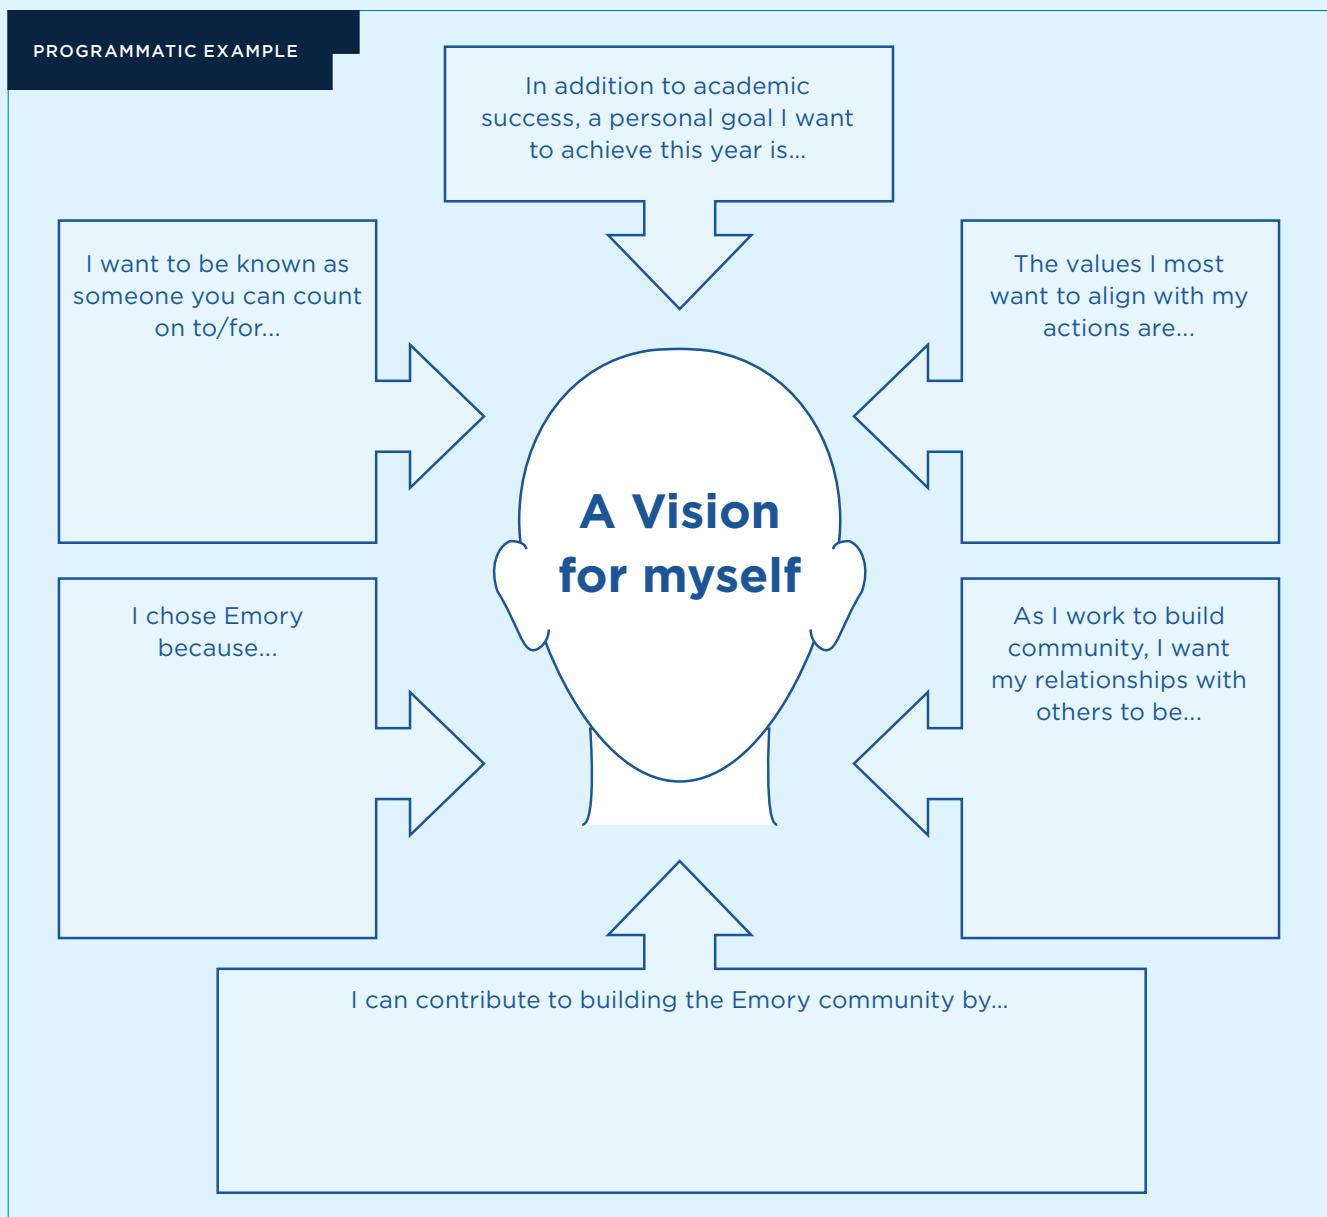 PROGRAMMATIC EXAMPLE
In addition to academic
success, a personal goal I want
to achieve this year is...
I want to be known as
someone you can count
on to/for...
The values I most
want to align with my
actions are...
A Vision
for myself
I chose Emory
because...
As I work to build
community, I want
my relationships with
others to be...
I can contribute to building the Emory community by...